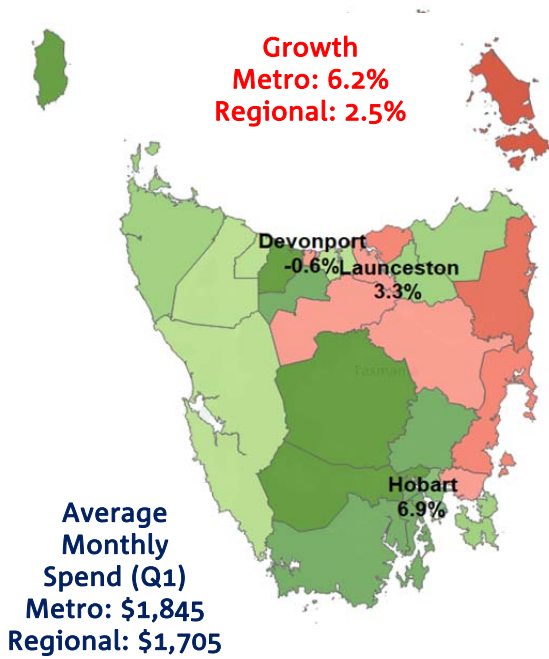 Growth
Metro: 6.2%
Regional: 2.5%
Devonport
-0.6%
Launceston
3.3%
Tasmania
Hobart
6.9%
Average
Monthly
Spend (Q1)
Metro: $1,845
Regional: $1,705